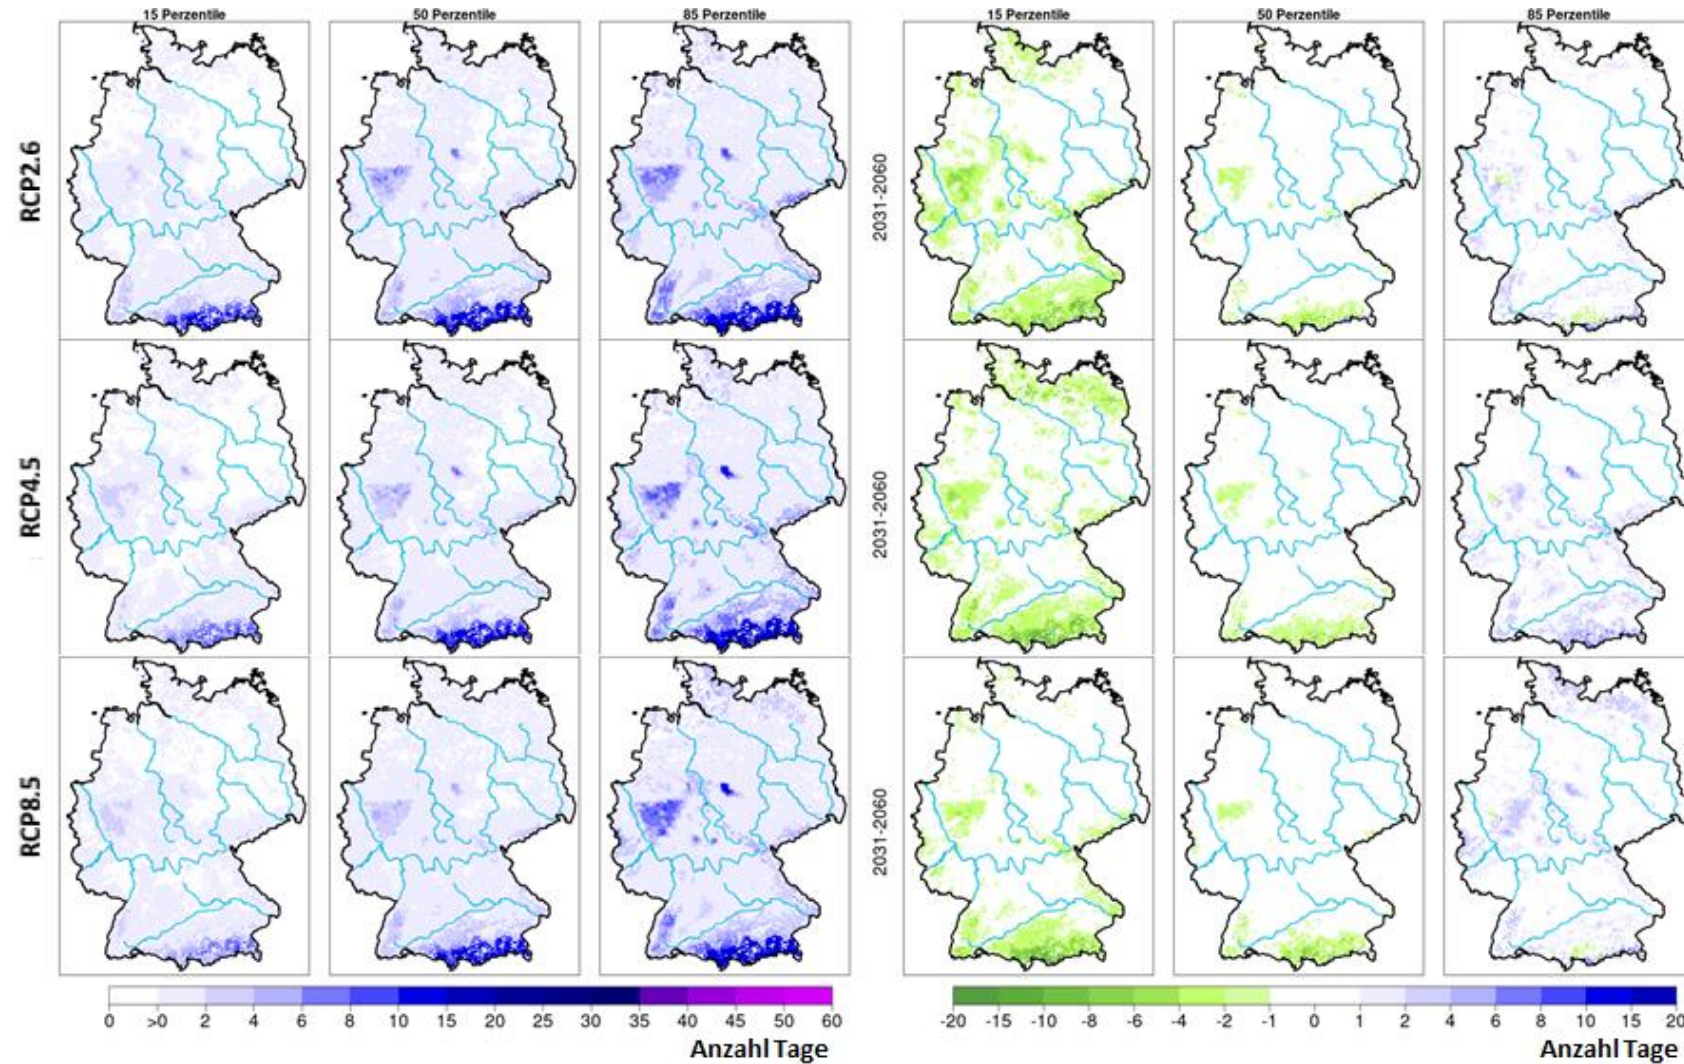 15 Perzentile 50 Perzentile 85 Perzentile 15 Perzentile 50 Perzentile 85 Perzentile
RCP2.6 2031-2060
RCP4.5 2031-2060
RCP8.5 2031-2060
0 >0 2 4 6 8 10 15 20 25 30 35 40 45 50 60 -20 -15 -10 -8 -6 -4 -2 -1 0 1 2 4 6 8 10 15 20
Anzahl Tage Anzahl Tage